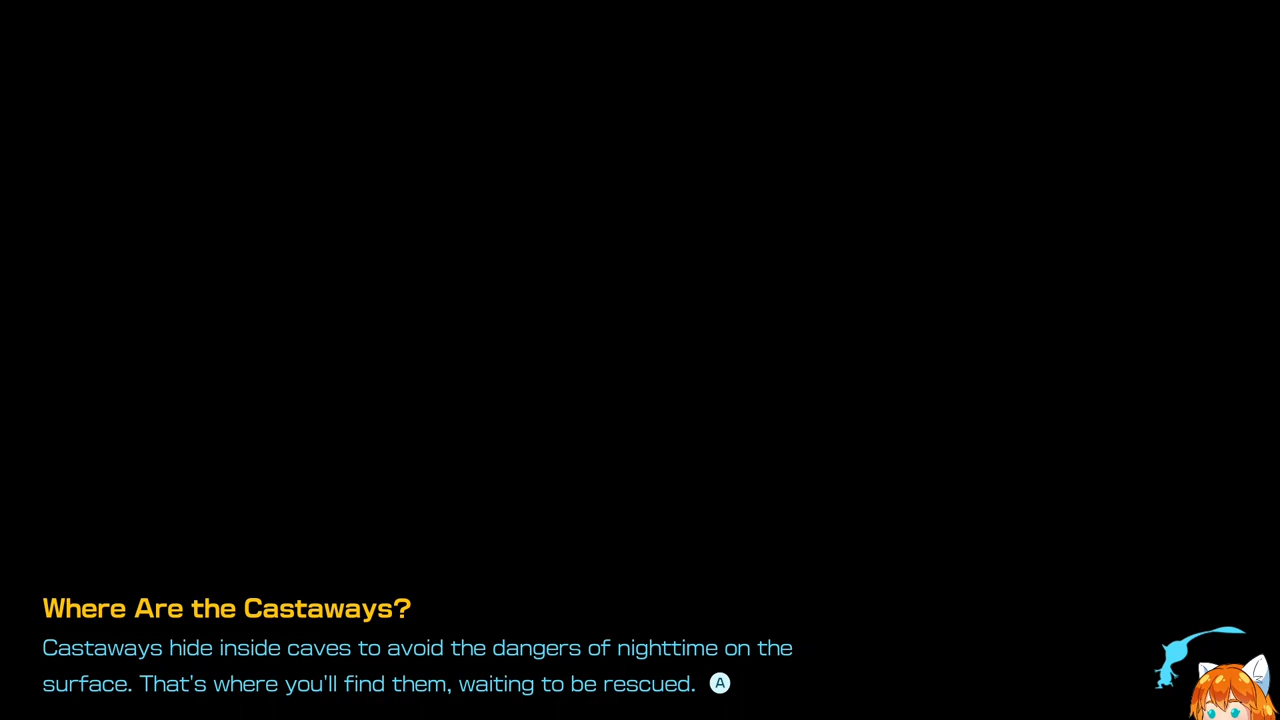 Where Are the Castaways?
Castaways hide inside caves to avoid the dangers of nighttime on the
surface. That's where you'll find them, waiting to be rescued. A